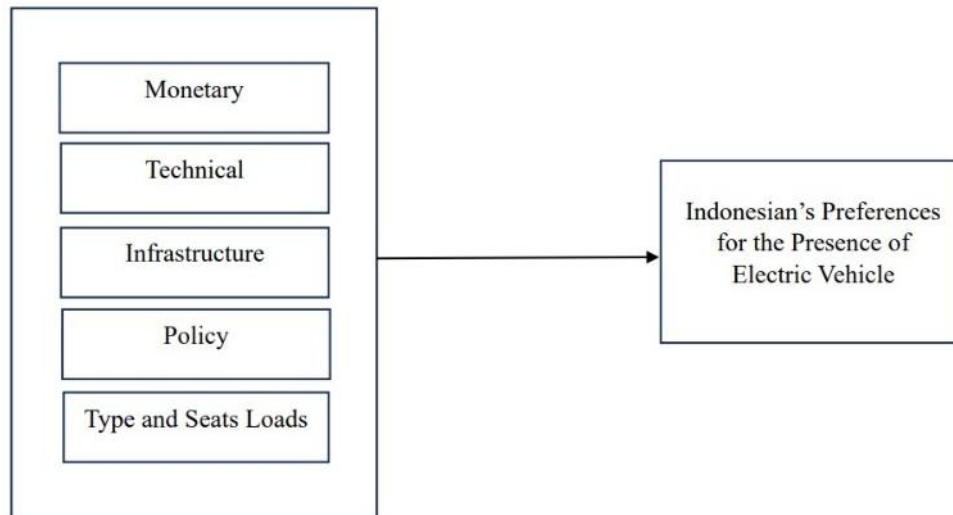 Monetary
Technical
Infrastructure
Policy
Type and Seats Loads
Indonesian’s Preferences
for the Presence of
Electric Vehicle